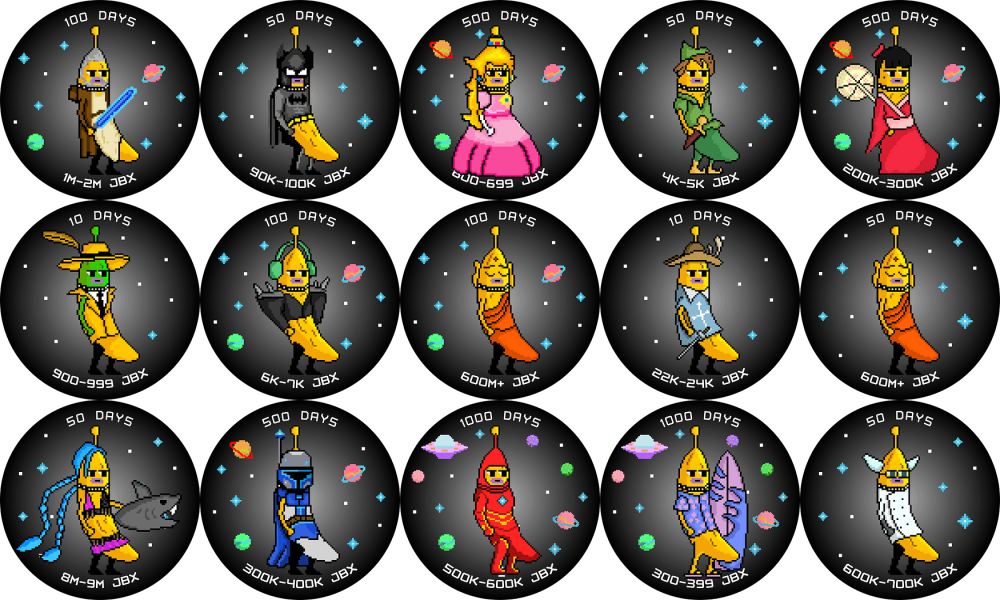 100 DAYS
1M-2M JBX
50 DAYS
90K-100K JBX
500 DAYS
600-699 JBX
50 DAYS
4K-5K JBX
500 DAYS
200K-300K JBX
10 DAYS
900-999 JBX
100 DAYS
6K-7K JBX
100 DAYS
600M+ JBX
10 DAYS
22K-24K JBX
50 DAYS
600M+ JBX
50 DAYS
8M-9M JBX
500 DAYS
300K-400K JBX
1000 DAYS
500K-600K JBX
1000 DAYS
300-399 JBX
50 DAYS
600K-700K JBX